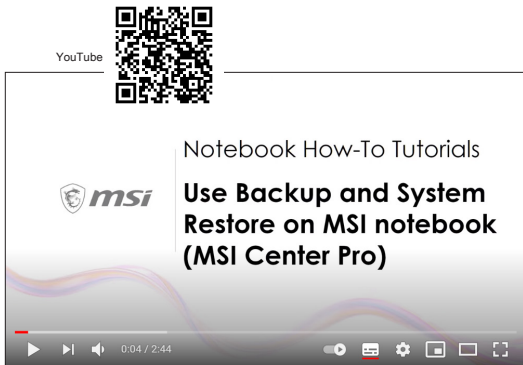 YouTube
Notebook How-To Tutorials
msi
Use Backup and System
Restore on MSI notebook
(MSI Center Pro)
0:04 / 2:44